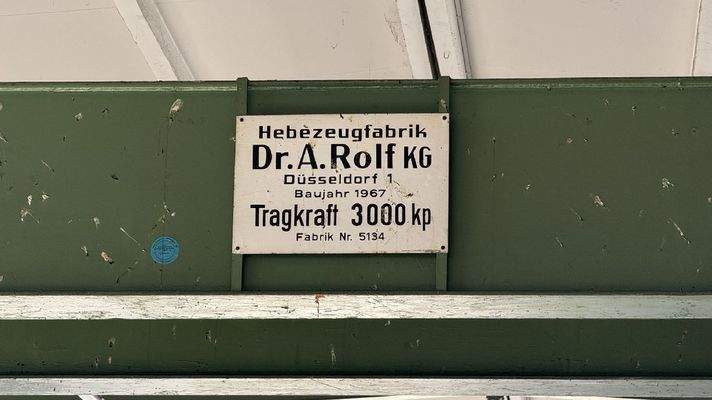 Hebezeugfabrik
Dr. A. Rolf KG
Düsseldorf 1
Baujahr 1967
Tragkraft 3000 kp
Fabrik Nr. 5134